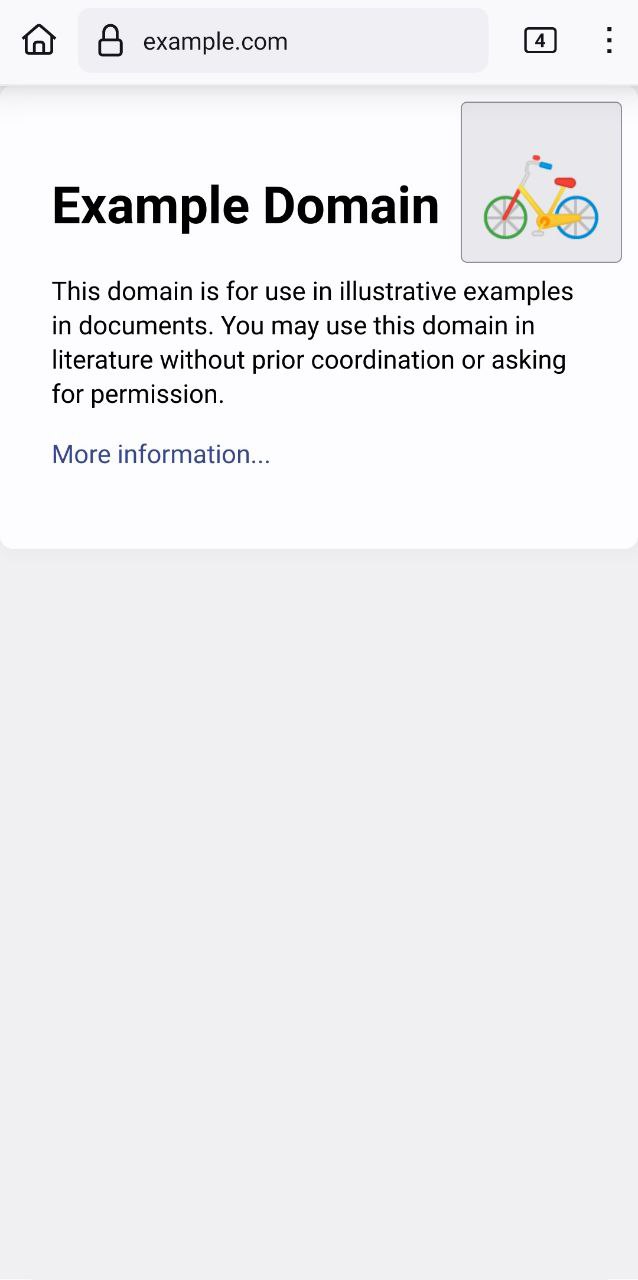 example.com
4
Example Domain
This domain is for use in illustrative examples
in documents. You may use this domain in
literature without prior coordination or asking
for permission.
More information...